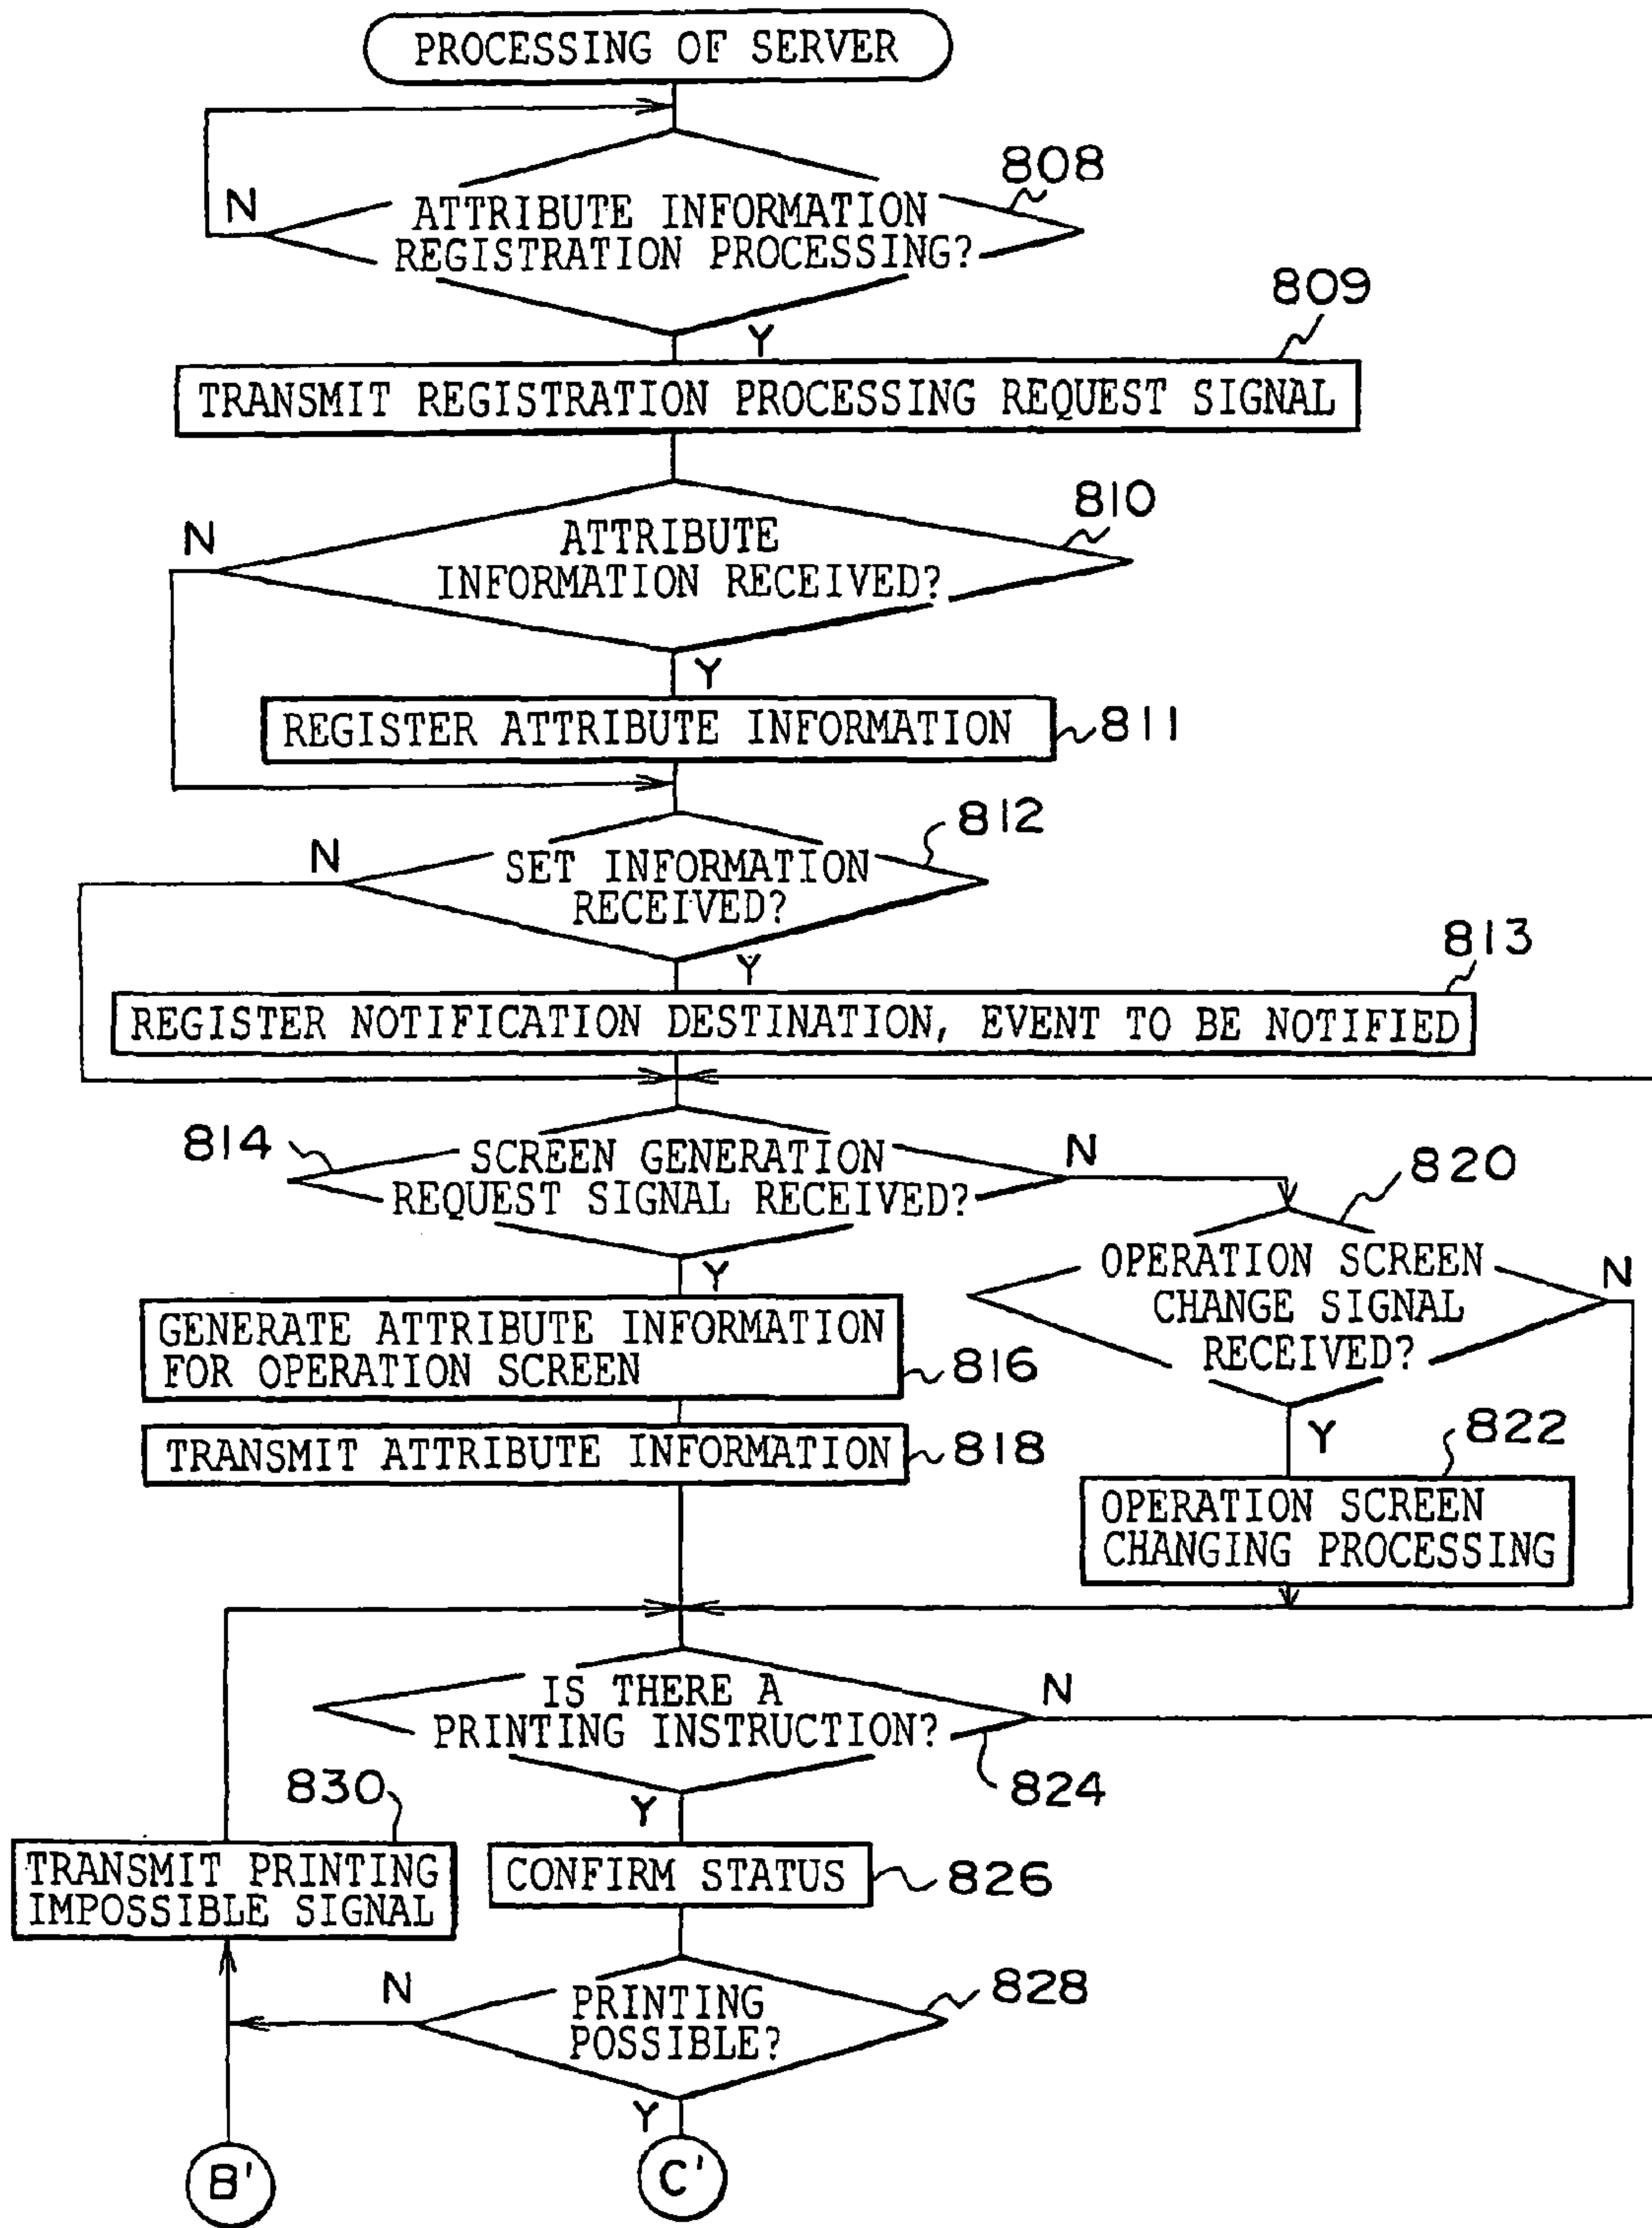 PROCESSING OF SERVER
808
N
ATTRIBUTE INFORMATION
REGISTRATION PROCESSING?
809
Y
TRANSMIT REGISTRATION PROCESSING REQUEST SIGNAL
810
N
ATTRIBUTE
INFORMATION RECEIVED?
Y
REGISTER ATTRIBUTE INFORMATION
811
812
N
SET INFORMATION
RECEIVED?
813
Y
REGISTER NOTIFICATION DESTINATION, EVENT TO BE NOTIFIED
814
SCREEN GENERATION
REQUEST SIGNAL RECEIVED?
N
820
Y
OPERATION SCREEN
CHANGE SIGNAL
RECEIVED?
N
GENERATE ATTRIBUTE INFORMATION
FOR OPERATION SCREEN
816
TRANSMIT ATTRIBUTE INFORMATION
818
Y
822
OPERATION SCREEN
CHANGING PROCESSING
IS THERE A
PRINTING INSTRUCTION?
N
824
830
Y
TRANSMIT PRINTING
IMPOSSIBLE SIGNAL
CONFIRM STATUS
826
N
PRINTING
POSSIBLE?
828
Y
B'
C'